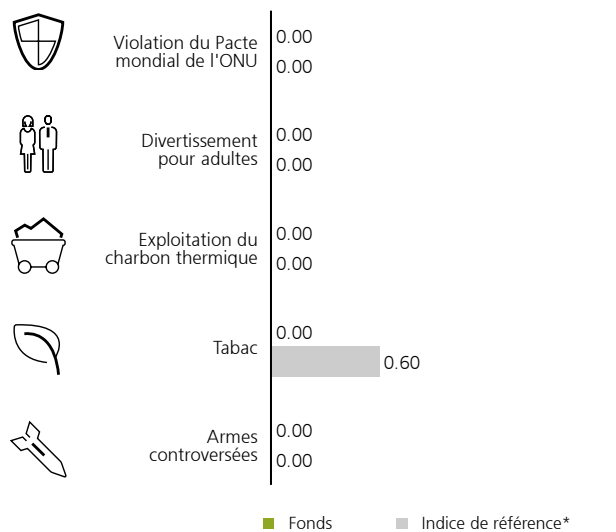 Violation du Pacte
mondial de l'ONU
0.00
0.00
Divertissement
pour adultes
0.00
0.00
Exploitation du
charbon thermique
0.00
0.00
Tabac
0.00
0.60
Armes
controversées
0.00
0.00
Fonds
Indice de référence*